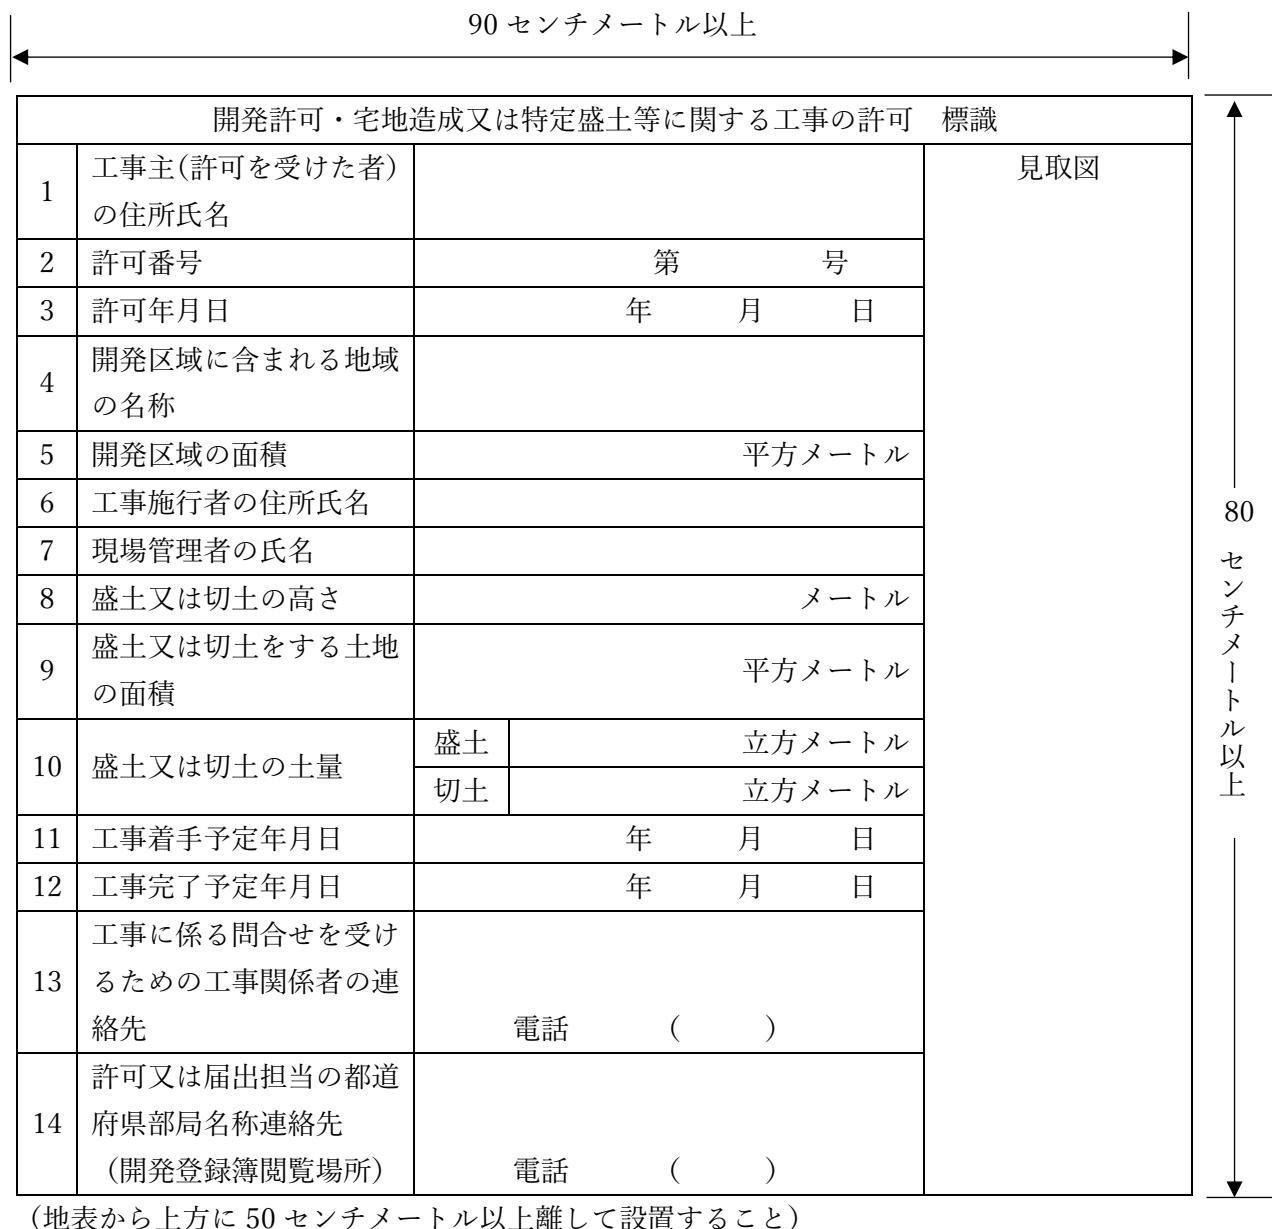 90 センチメートル以上
開発許可・宅地造成又は特定盛土等に関する工事の許可　標識
1
工事主(許可を受けた者)
の住所氏名
見取図
2 許可番号 第 号
3 許可年月日 年 月 日
4
開発区域に含まれる地域
の名称
5 開発区域の面積 平方メートル
6 工事施行者の住所氏名
7 現場管理者の氏名
8 盛土又は切土の高さ メートル
9
盛土又は切土をする土地
の面積
平方メートル
10 盛土又は切土の土量
盛土 立方メートル
切土 立方メートル
11 工事着手予定年月日 年 月 日
12 工事完了予定年月日 年 月 日
13
工事に係る問合せを受け
るための工事関係者の連
絡先
電話 ( )
14
許可又は届出担当の都道
府県部局名称連絡先
（開発登録簿閲覧場所）
電話 ( )
80 センチメートル以上
（地表から上方に 50 センチメートル以上離して設置すること）